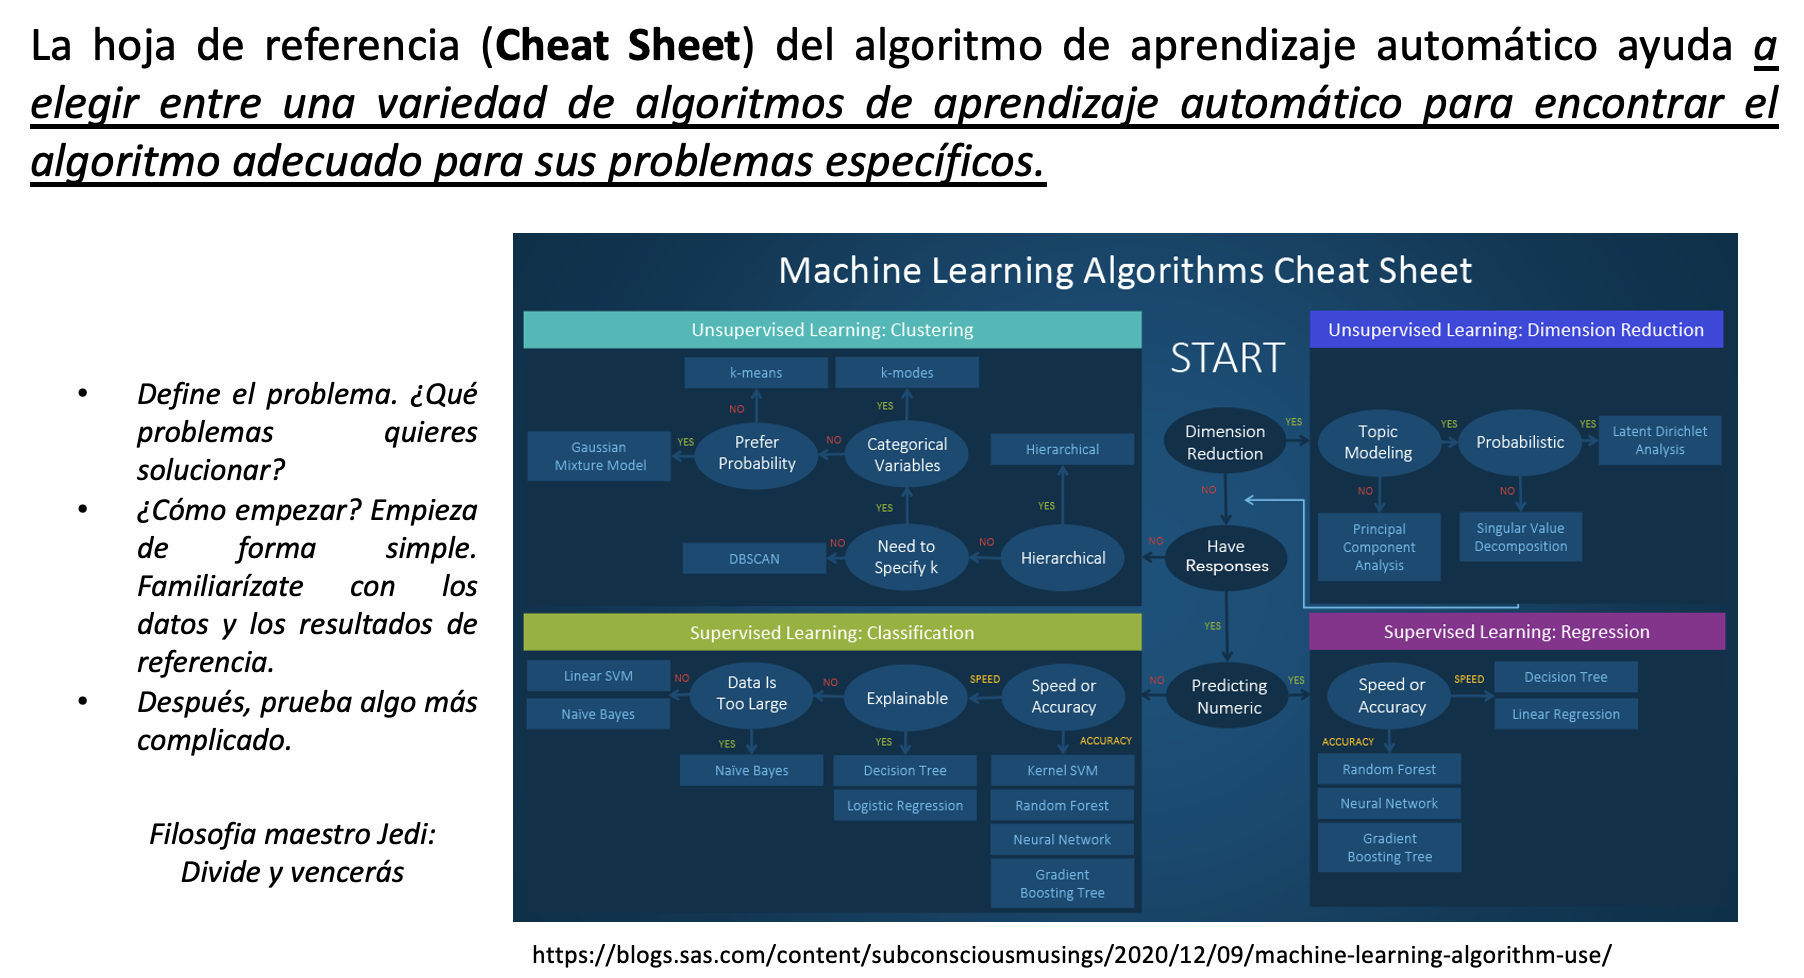 La hoja de referencia (Cheat Sheet) del algoritmo de aprendizaje automático ayuda a
elegir entre una variedad de algoritmos de aprendizaje automático para encontrar el
algoritmo adecuado para sus problemas específicos.
• Define el problema. ¿Qué
problemas quieres
solucionar?
• ¿Cómo empezar? Empieza
de forma simple.
Familiarízate con los
datos y los resultados de
referencia.
• Después, prueba algo más
complicado.
Filosofia maestro Jedi:
Divide y vencerás
Machine Learning Algorithms Cheat Sheet
Unsupervised Learning: Clustering
k-means
k-modes
NO
YES
Gaussian
Mixture Model
YES
Prefer
Probability
NO
Categorical
Variables
Hierarchical
YES
YES
DBSCAN
NO
Need to
Specify k
NO
Hierarchical
START
Dimension
Reduction
YES
NO
NO
Have
Responses
YES
NO
Predicting
Numeric
YES
Unsupervised Learning: Dimension Reduction
Topic
Modeling
YES
Probabilistic
YES
Latent Dirichlet
Analysis
NO
NO
Principal
Component
Analysis
Singular Value
Decomposition
Supervised Learning: Classification
Linear SVM
Naïve Bayes
NO
Data Is
Too Large
NO
Explainable
SPEED
Speed or
Accuracy
YES
YES
ACCURACY
Naïve Bayes
Decision Tree
Logistic Regression
Kernel SVM
Random Forest
Neural Network
Gradient
Boosting Tree
Supervised Learning: Regression
Speed or
Accuracy
SPEED
Decision Tree
Linear Regression
ACCURACY
Random Forest
Neural Network
Gradient
Boosting Tree
https://blogs.sas.com/content/subconsciousmusings/2020/12/09/machine-learning-algorithm-use/